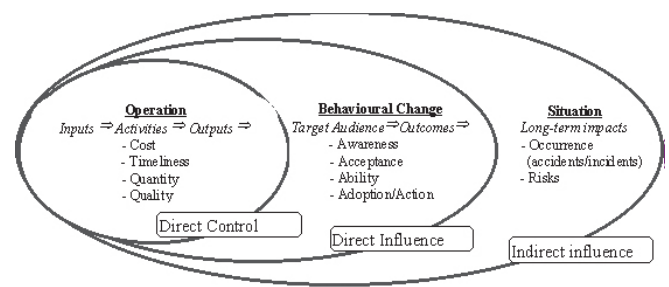 Operation
Inputs ⇒ Activities ⇒ Outputs ⇒
- Cost
- Timeliness
- Quantity
- Quality
Direct Control
Behavioural Change
Target Audience ⇒ Outcomes ⇒
- Awareness
- Acceptance
- Ability
- Adoption/Action
Direct Influence
Situation
Long-term impacts
- Occurrence
(accidents/incidents)
- Risks
Indirect influence